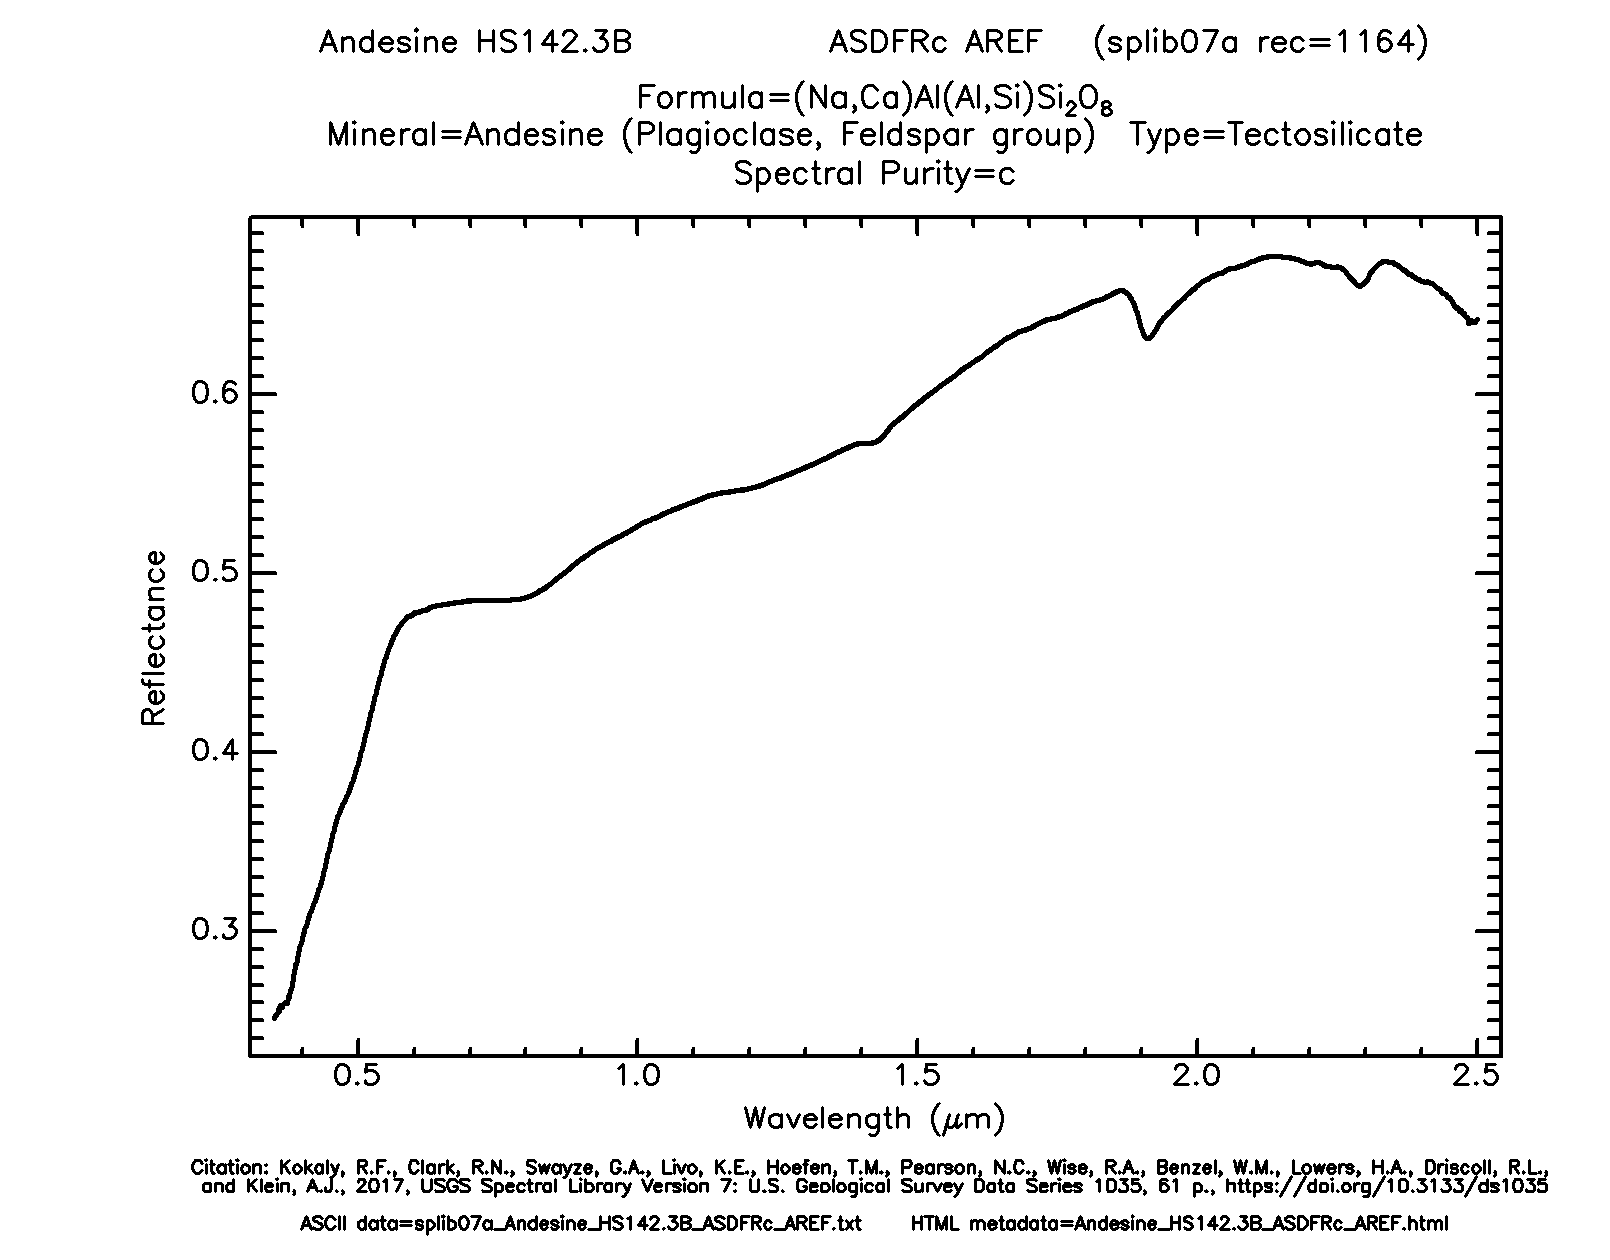 Andesine HS142.3B ASDFRc AREF (splib07a rec=1164)
Formula=(Na,Ca)Al(Al,Si)Si₂O₈
Mineral=Andesine (Plagioclase, Feldspar group) Type=Tectosilicate
Spectral Purity=c
0.6
0.5
0.4
0.3
Reflectance
0.5 1.0 1.5 2.0 2.5
Wavelength (μm)
Citation: Kokaly, R.F., Clark, R.N., Swayze, G.A., Livo, K.E., Hoefen, T.M., Pearson, N.C., Wise, R.A., Benzel, W.M., Lowers, H.A., Driscoll, R.L.,
and Klein, A.J., 2017, USGS Spectral Library Version 7: U.S. Geological Survey Data Series 1035, 61 p., https://doi.org/10.3133/ds1035
ASCII data=splib07a_Andesine_HS142.3B_ASDFRc_AREF.txt HTML metadata=Andesine_HS142.3B_ASDFRc_AREF.html